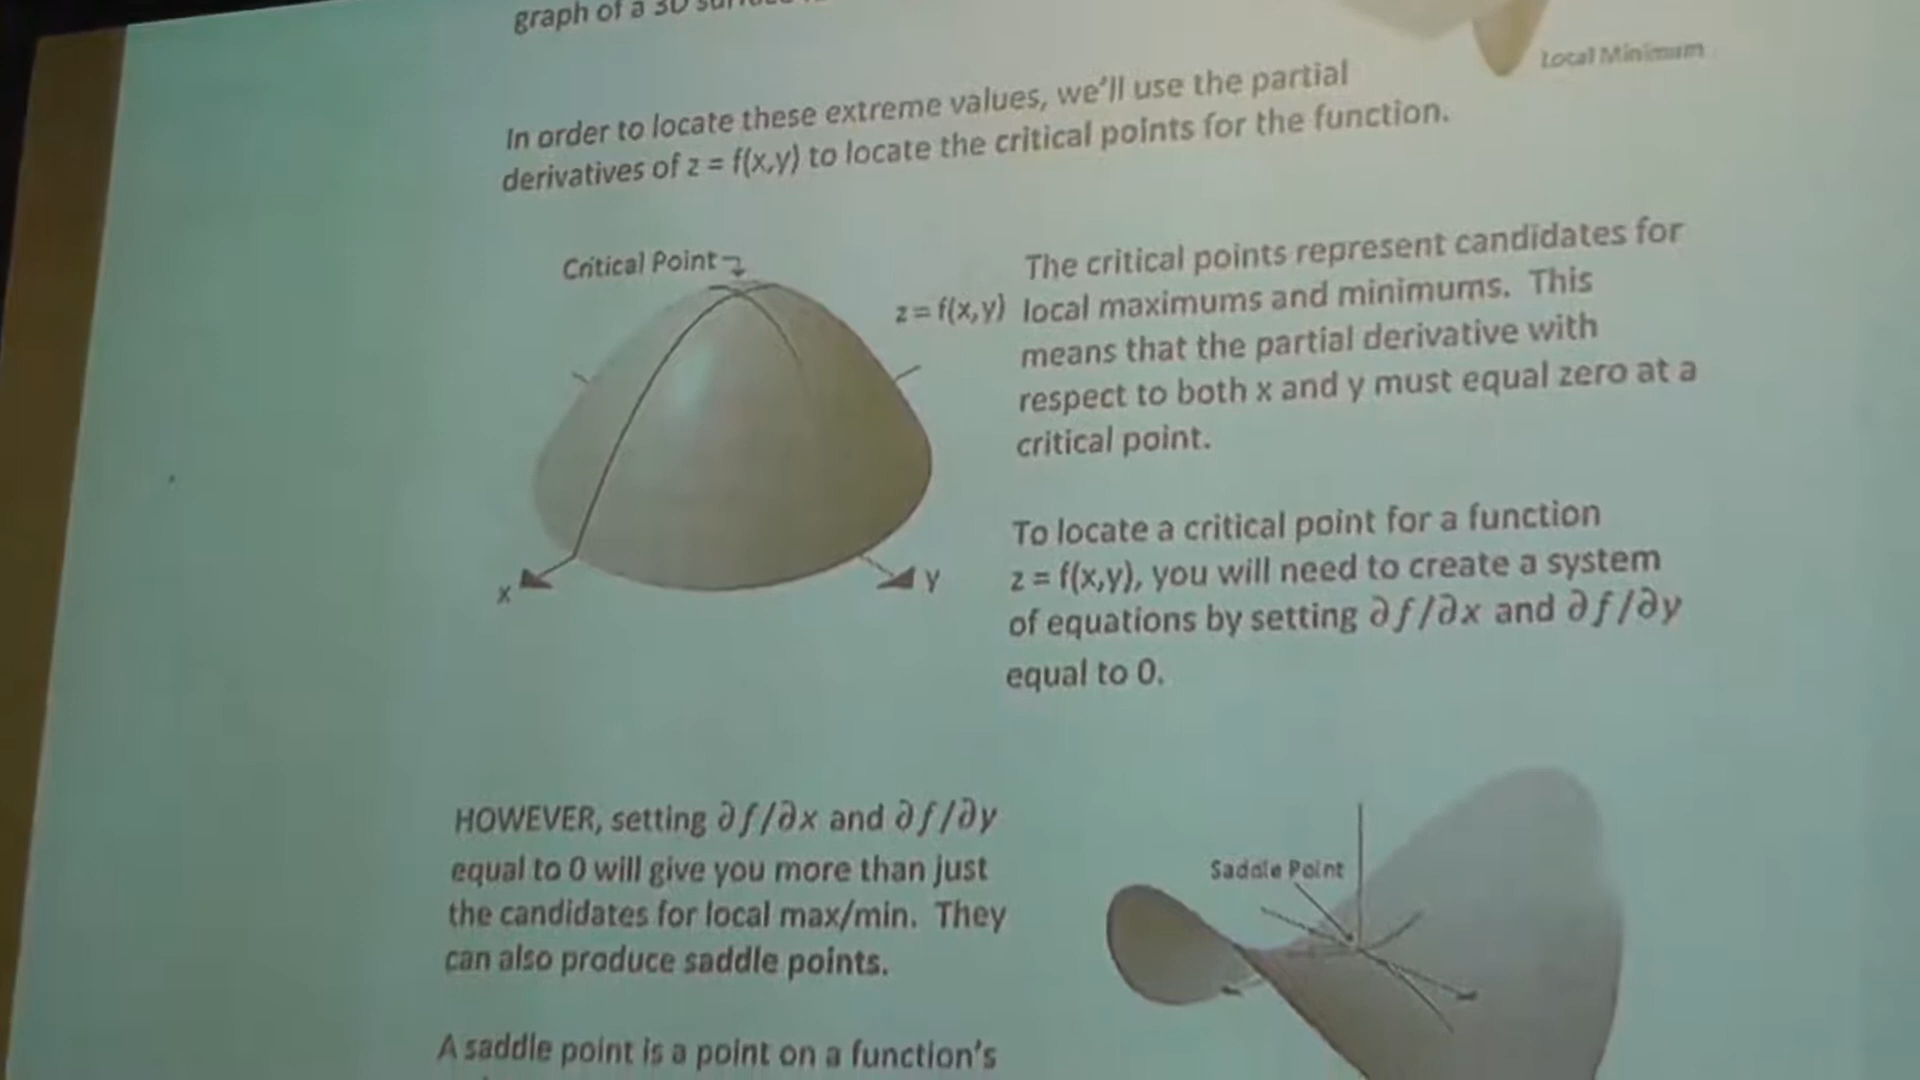 graph of a 3D
Local Minimum
In order to locate these extreme values, we'll use the partial
derivatives of z = f(x,y) to locate the critical points for the function.
Critical Point
z = f(x,y)
The critical points represent candidates for
local maximums and minimums. This
means that the partial derivative with
respect to both x and y must equal zero at a
critical point.
x
y
To locate a critical point for a function
z = f(x,y), you will need to create a system
of equations by setting ∂f/∂x and ∂f/∂y
equal to 0.
HOWEVER, setting ∂f/∂x and ∂f/∂y
equal to 0 will give you more than just
the candidates for local max/min. They
can also produce saddle points.
Saddle Point
A saddle point is a point on a function's